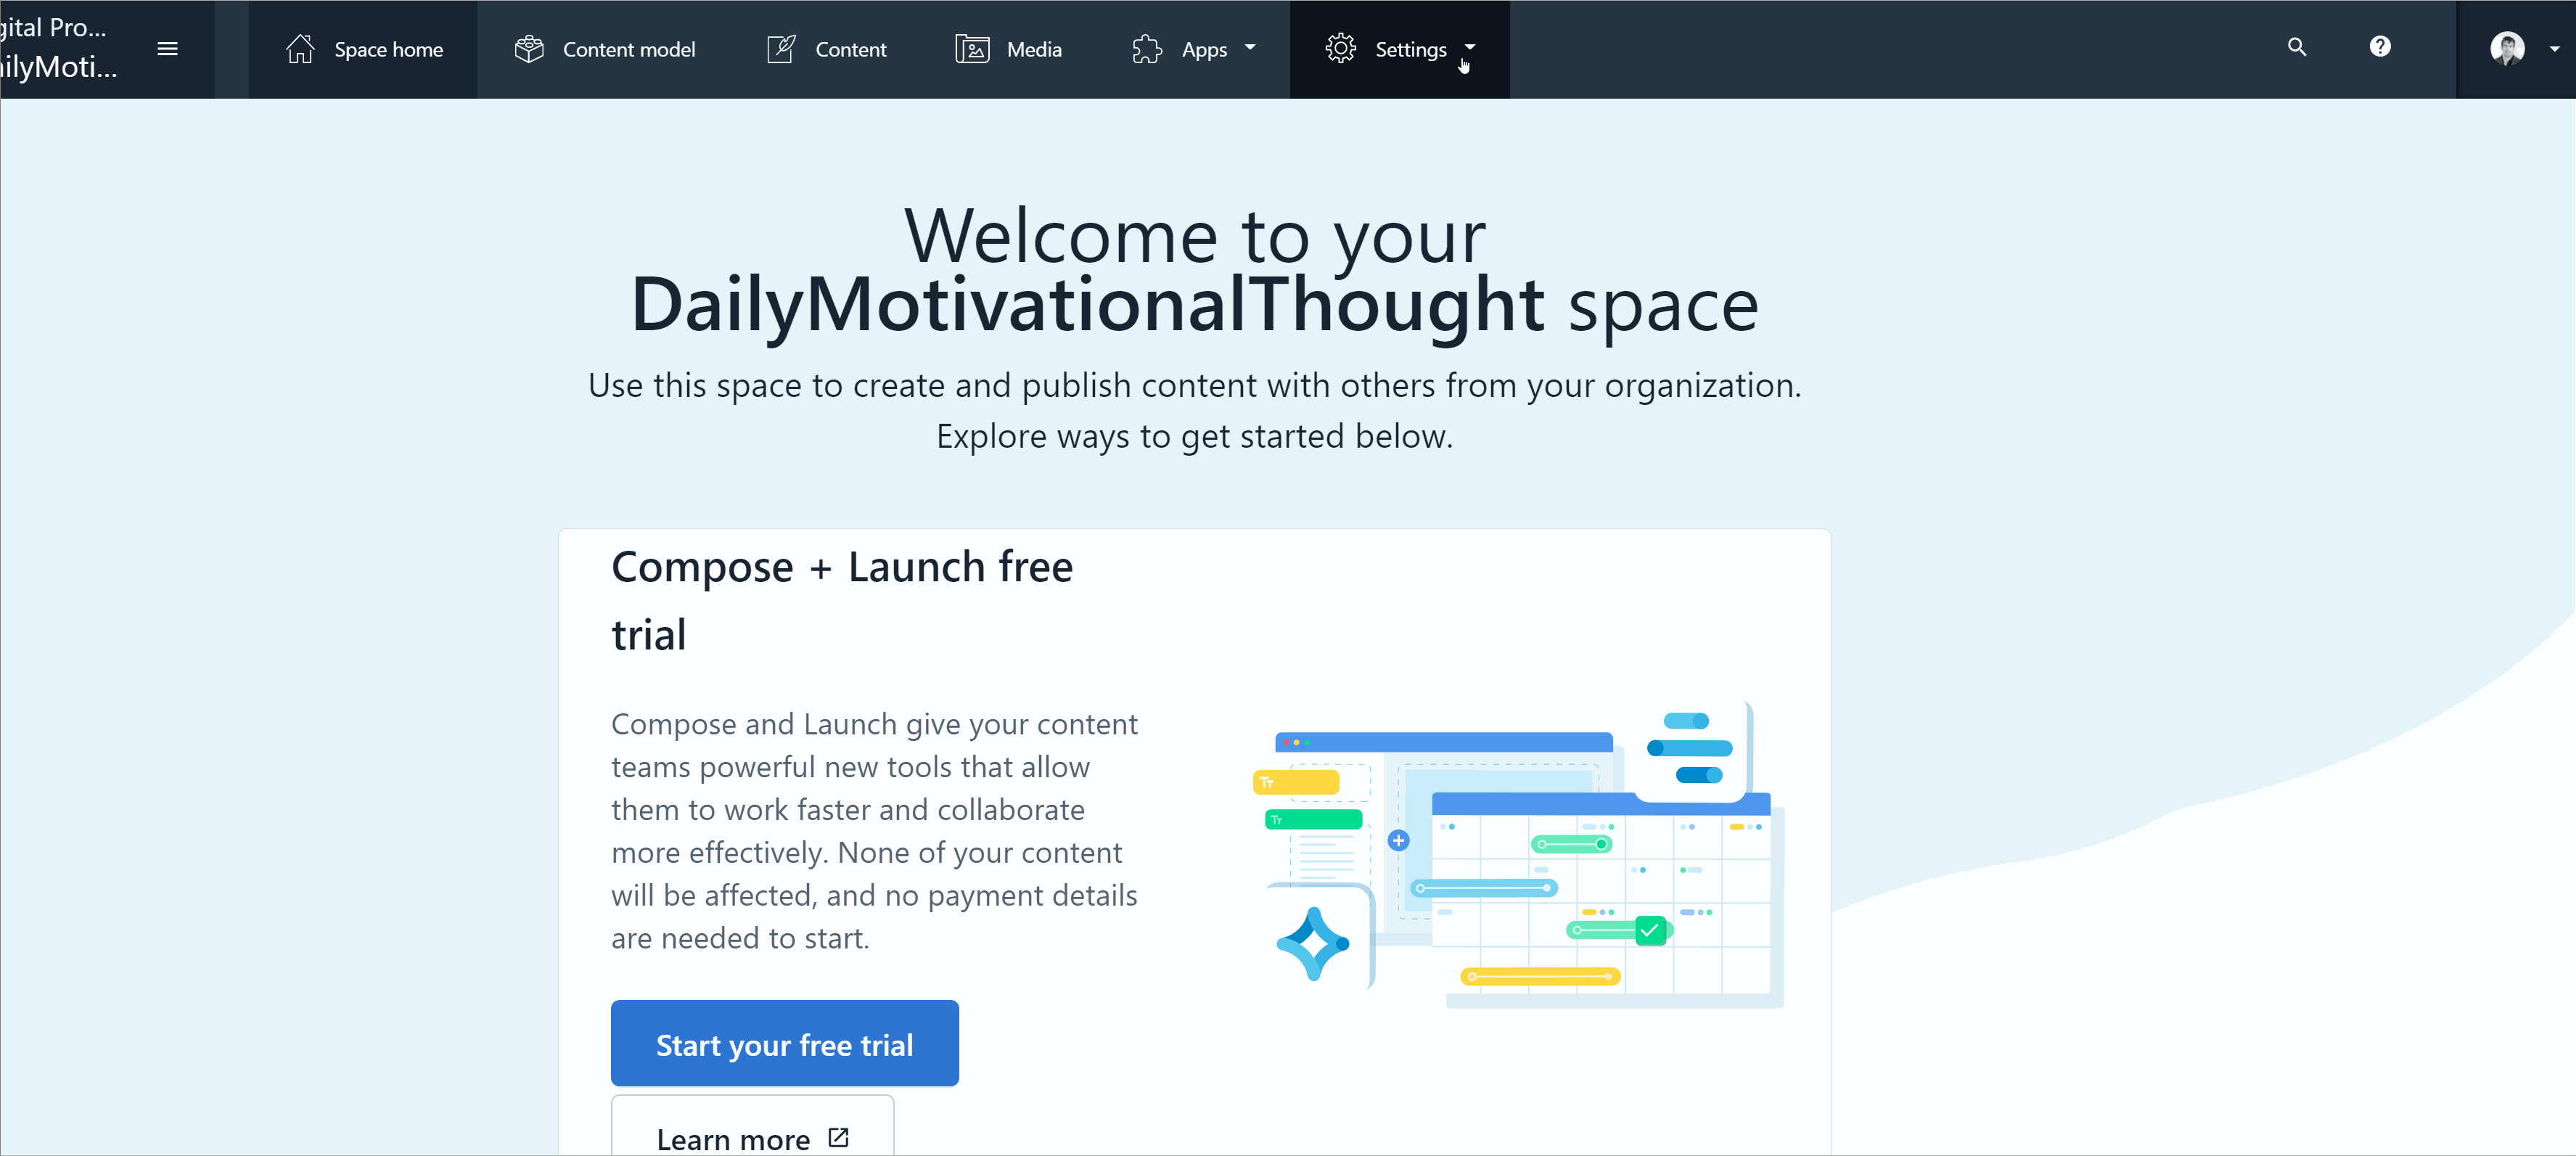 gital Pro...
ilyMoti...
Space home
Content model
Content
Media
Apps
Settings
Welcome to your
DailyMotivationalThought space
Use this space to create and publish content with others from your organization.
Explore ways to get started below.
Compose + Launch free
trial
Compose and Launch give your content
teams powerful new tools that allow
them to work faster and collaborate
more effectively. None of your content
will be affected, and no payment details
are needed to start.
Tт
Tт
Start your free trial
Learn more